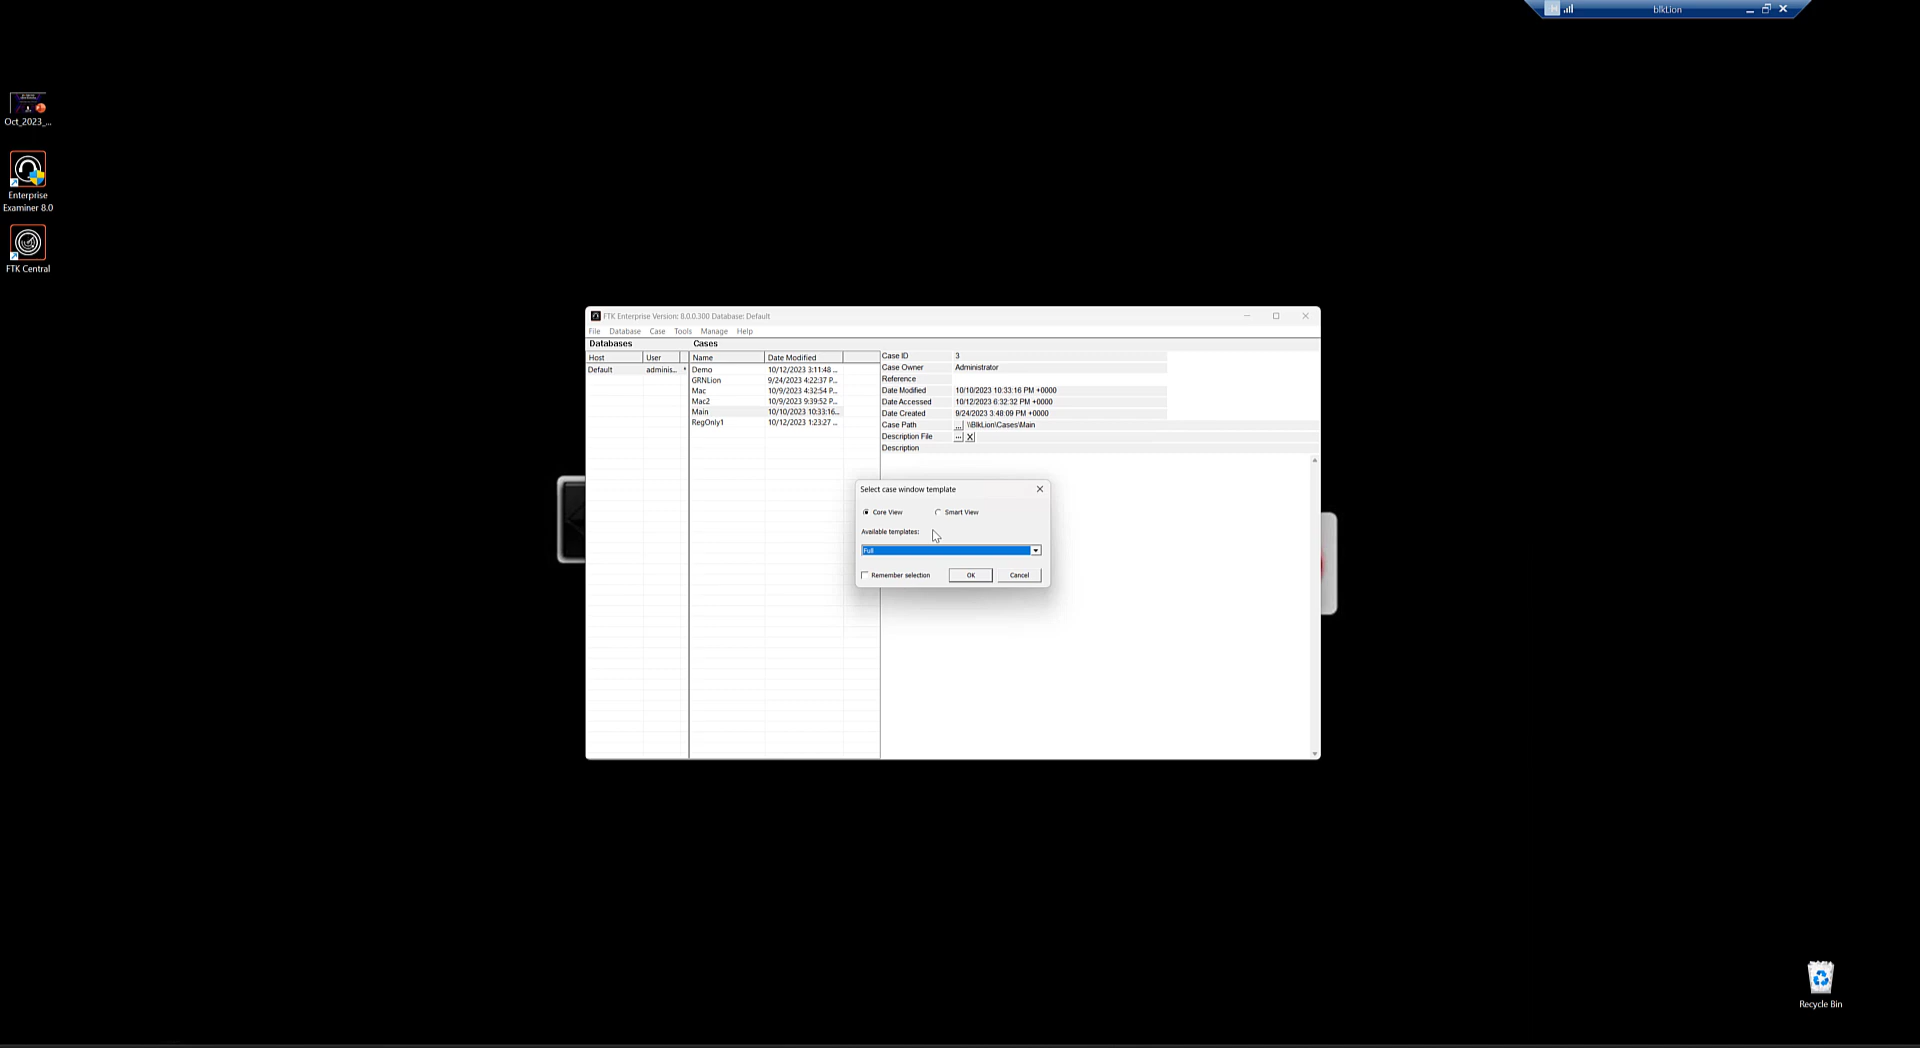 blkLion
Oct_2023_...
Enterprise
Examiner 8.0
FTK Central
FTK Enterprise Version: 8.0.0.300 Database: Default
File Database Case Tools Manage Help
Databases Cases
Host User Name Date Modified
Default adminis... *
Demo 10/12/2023 3:11:48 ...
GRNLion 9/24/2023 4:22:37 P...
Mac 10/9/2023 4:32:54 P...
Mac2 10/9/2023 9:39:52 P...
Main 10/10/2023 10:33:16...
RegOnly1 10/12/2023 1:23:27 ...
Case ID 3
Case Owner Administrator
Reference
Date Modified 10/10/2023 10:33:16 PM +0000
Date Accessed 10/12/2023 6:32:32 PM +0000
Date Created 9/24/2023 3:48:09 PM +0000
Case Path ... \\BlkLion\Cases\Main
Description File ... X
Description
Select case window template
Core View Smart View
Available templates:
Full
Remember selection OK Cancel
Recycle Bin